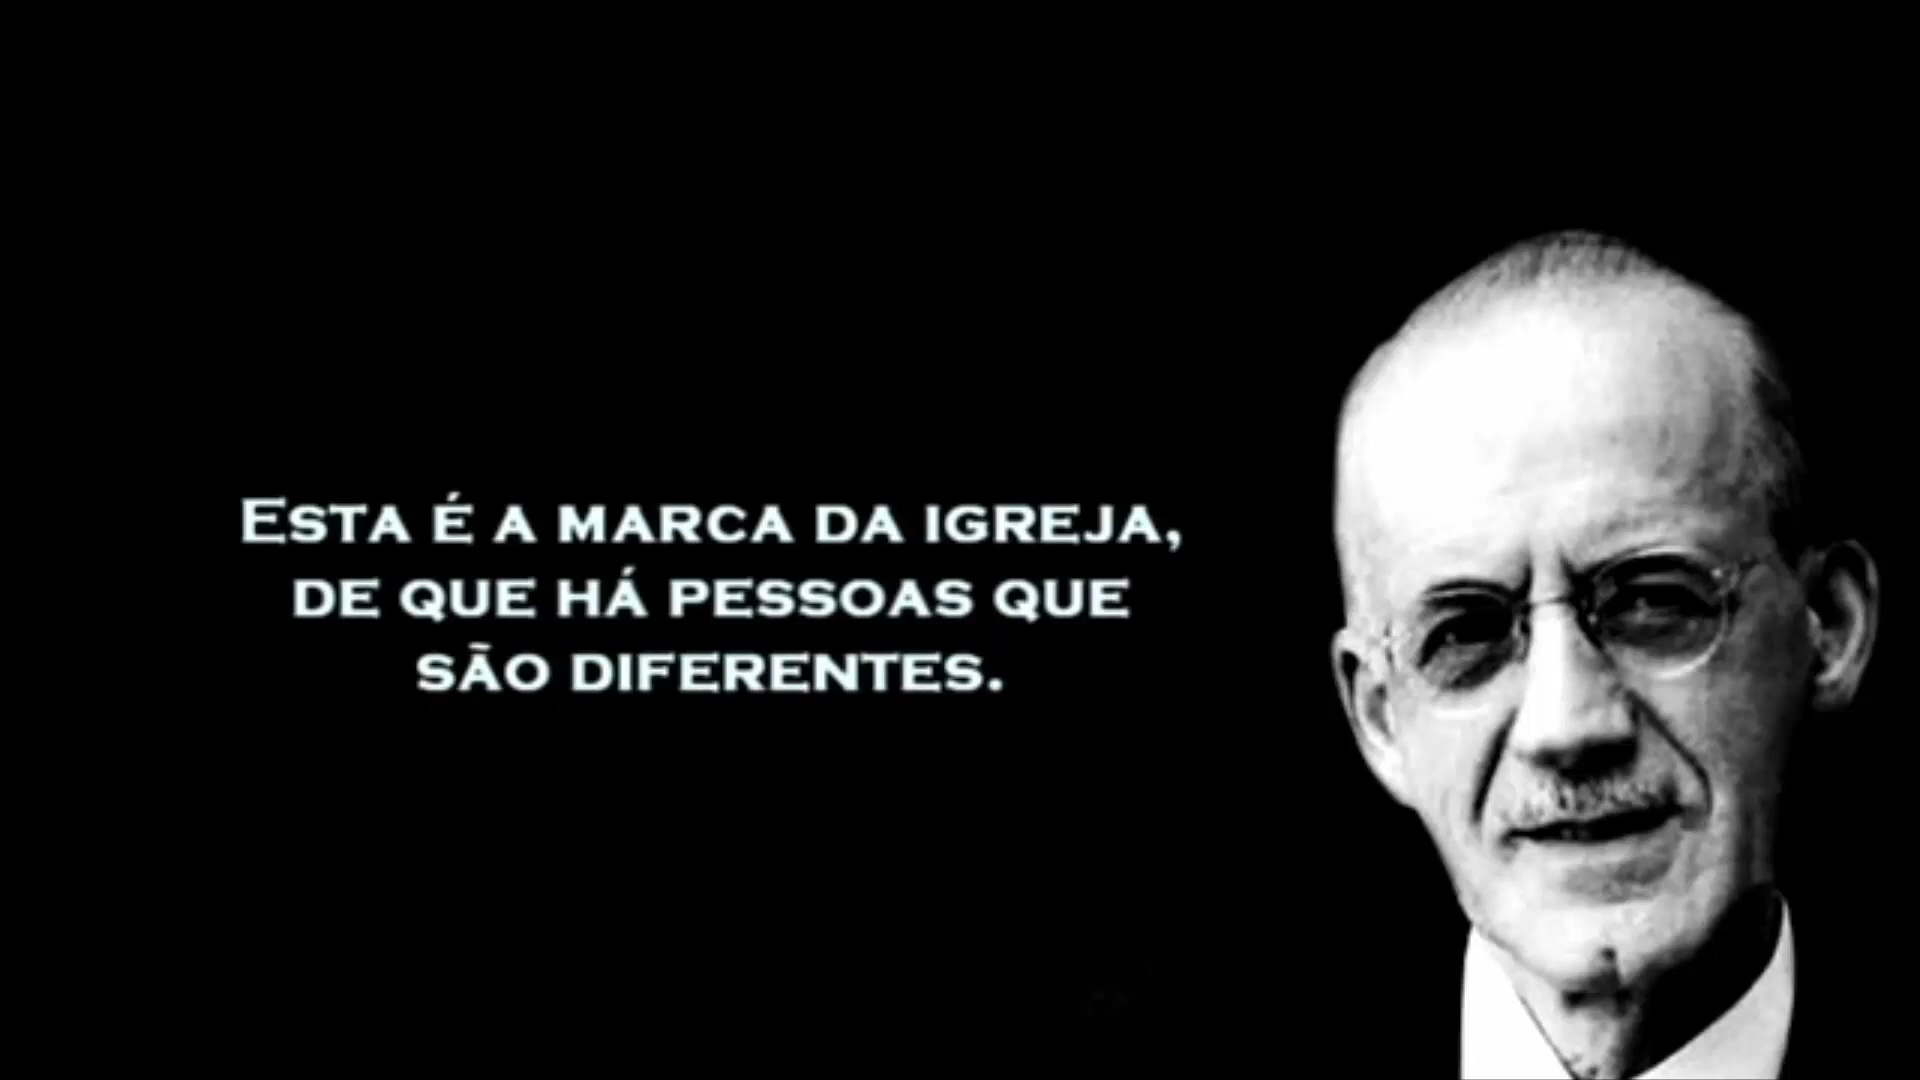 Esta é a marca da igreja,
de que há pessoas que
são diferentes.